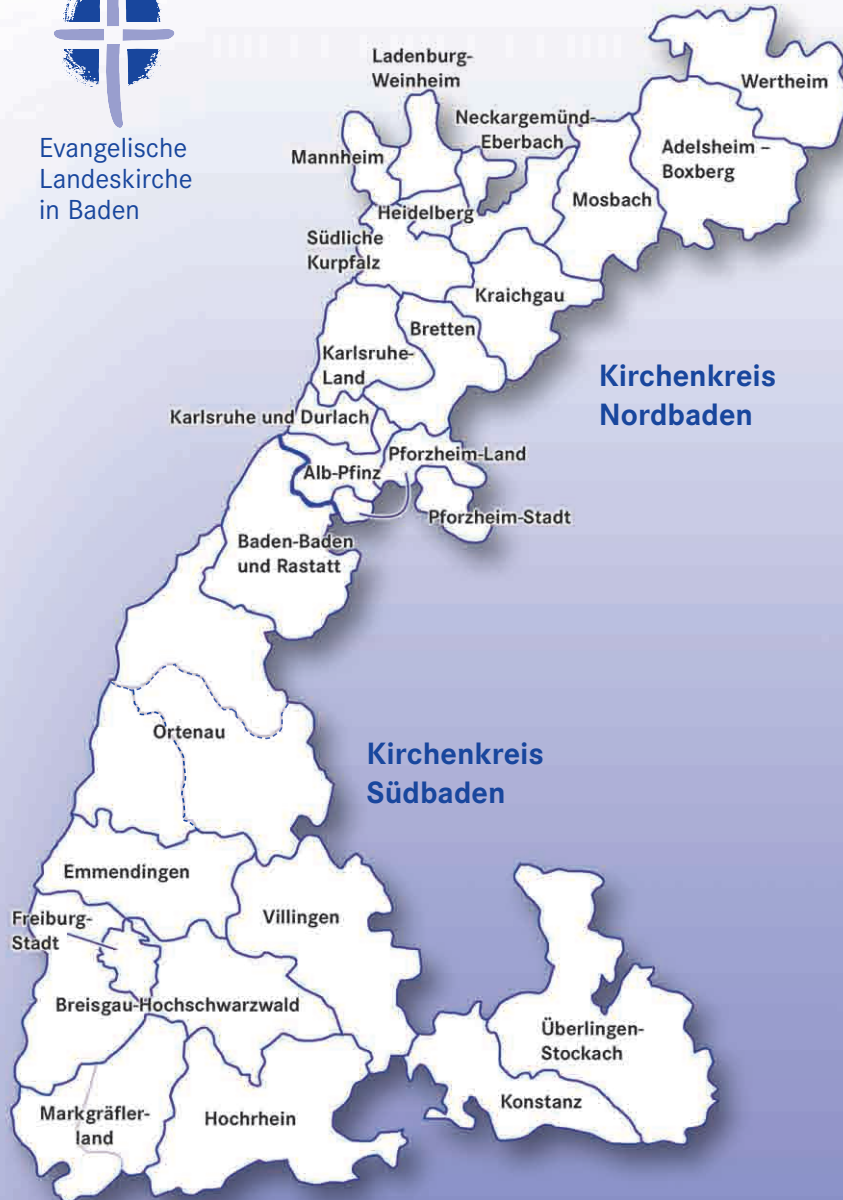 Evangelische
Landeskirche
in Baden
Ladenburg-
Weinheim
Wertheim
Neckargemünd-
Eberbach
Mannheim
Adelsheim –
Boxberg
Mosbach
Heidelberg
Südliche
Kurpfalz
Kraichgau
Bretten
Karlsruhe-
Land
Kirchenkreis
Nordbaden
Karlsruhe und Durlach
Pforzheim-Land
Alb-Pfinz
Pforzheim-Stadt
Baden-Baden
und Rastatt
Ortenau
Kirchenkreis
Südbaden
Emmendingen
Freiburg-
Stadt
Villingen
Breisgau-Hochschwarzwald
Überlingen-
Stockach
Konstanz
Markgräfler-
land
Hochrhein